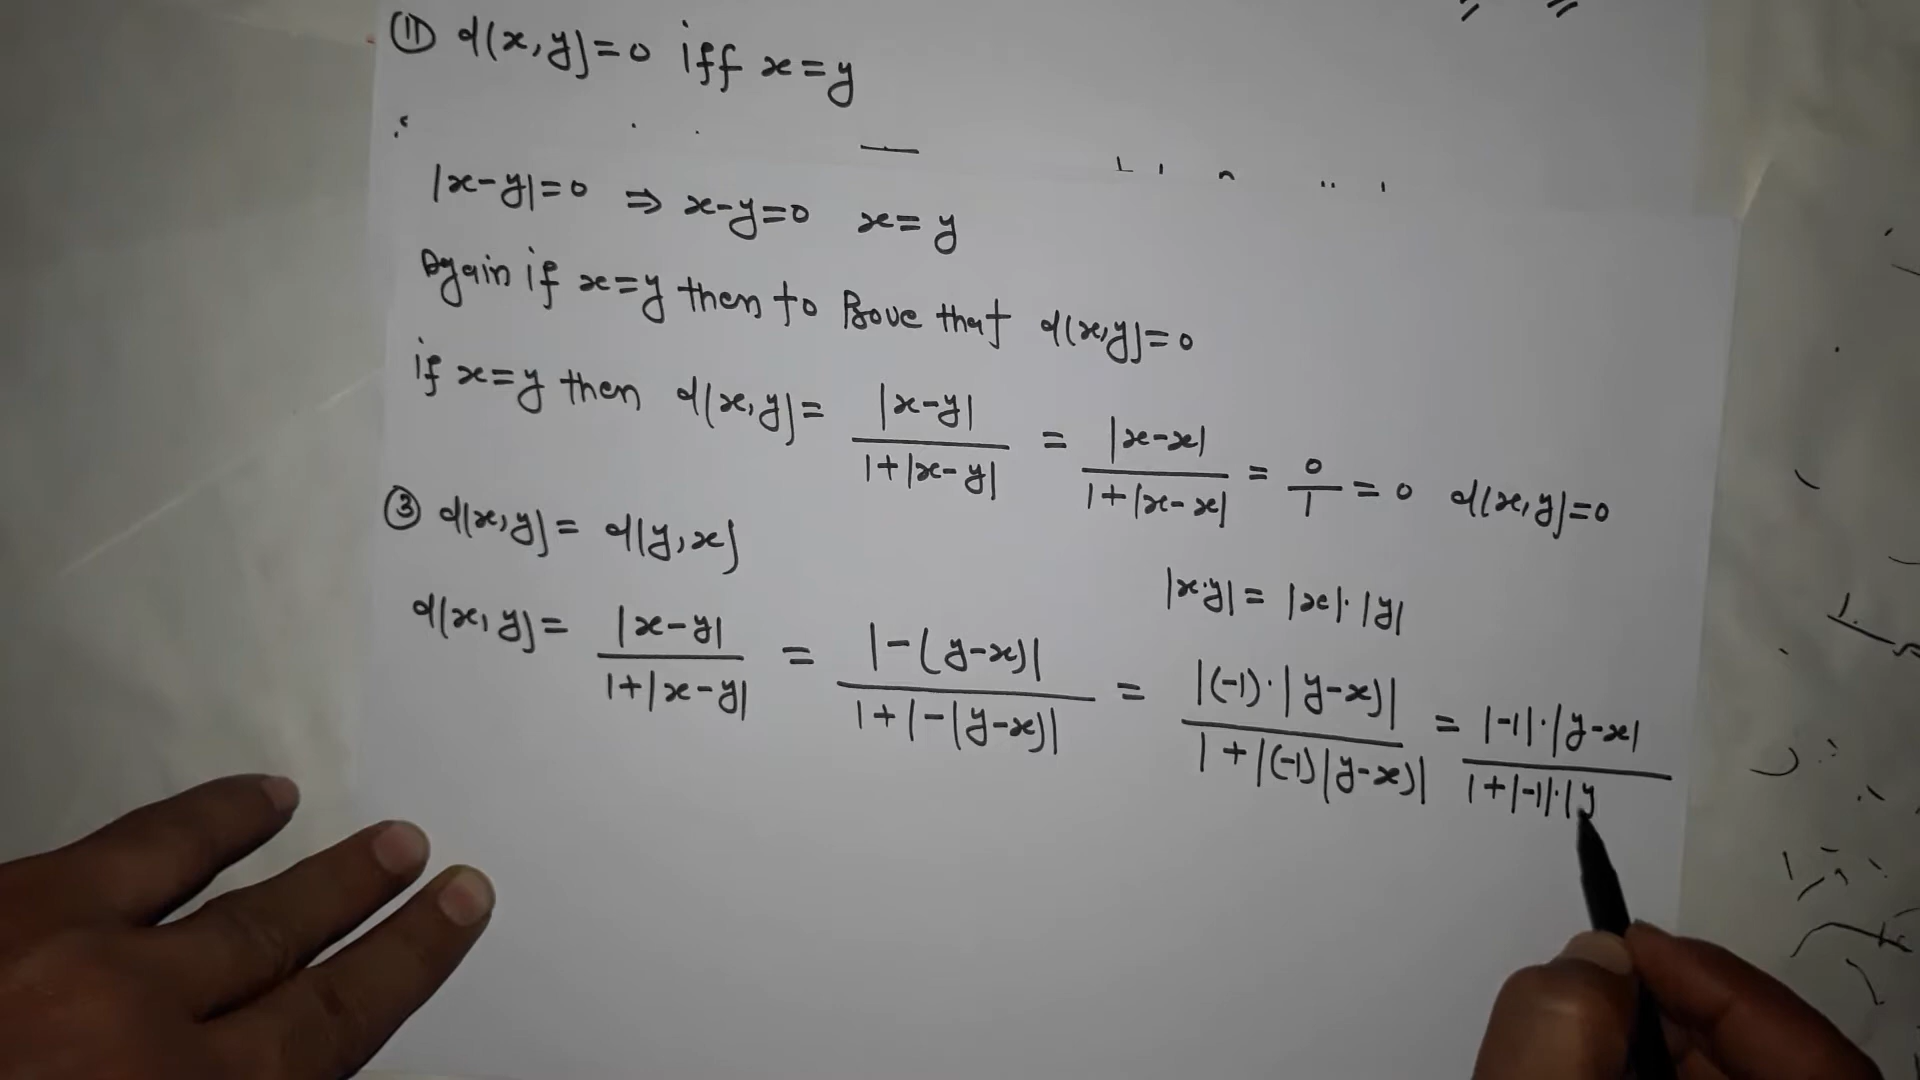 (11) d(x,y)=0 iff x=y
|x-y|=0 ⇒ x-y=0 x=y
Again if x=y then to Prove that d(x,y)=0
if x=y then d(x,y)= |x-y| / 1+|x-y| = |x-x| / 1+|x-x| = 0/1 = 0 d(x,y)=0
(3) d(x,y)= d(y,x)
|x·y|= |x|·|y|
d(x,y)= |x-y| / 1+|x-y| = |-(y-x)| / 1+|-(y-x)| = |(-1)·(y-x)| / 1+|(-1)(y-x)| = |-1|·|y-x| / 1+|-1|·|y